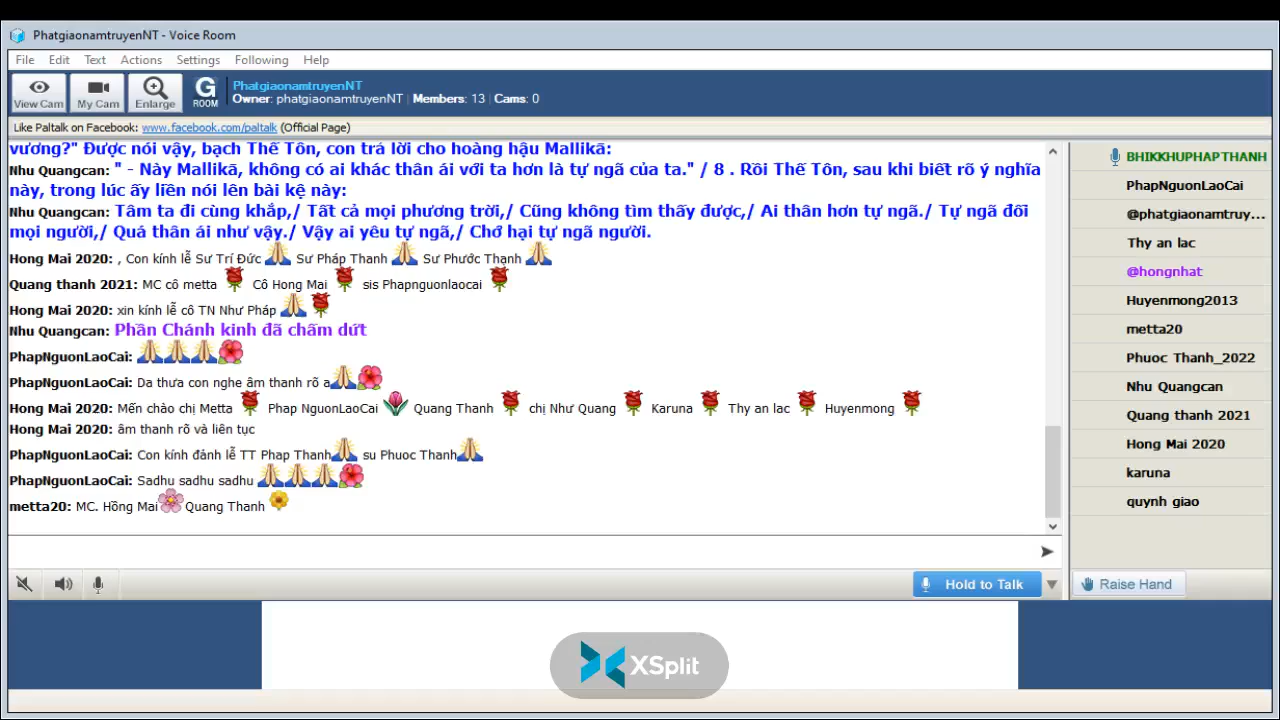 PhatgiaonamtruyenNT - Voice Room
File Edit Text Actions Settings Following Help
View Cam My Cam Enlarge G ROOM
PhatgiaonamtruyenNT
Owner: phatgiaonamtruyenNT | Members: 13 | Cams: 0
Like Paltalk on Facebook: www.facebook.com/paltalk (Official Page)
vương?" Được nói vậy, bạch Thế Tôn, con trả lời cho hoàng hậu Mallikā:
Nhu Quangcan: " - Này Mallikā, không có ai khác thân ái với ta hơn là tự ngã của ta." / 8 . Rồi Thế Tôn, sau khi biết rõ ý nghĩa
này, trong lúc ấy liền nói lên bài kệ này:
Nhu Quangcan: Tâm ta đi cùng khắp,/ Tất cả mọi phương trời,/ Cũng không tìm thấy được,/ Ai thân hơn tự ngã./ Tự ngã đối
mọi người,/ Quá thân ái như vậy./ Vậy ai yêu tự ngã,/ Chớ hại tự ngã người.
Hong Mai 2020: , Con kính lễ Sư Trí Đức Sư Pháp Thanh Sư Phước Thạnh
Quang thanh 2021: MC cô metta Cô Hong Mai sis Phapnguonlaocai
Hong Mai 2020: xin kính lễ cô TN Như Pháp
Nhu Quangcan: Phần Chánh kinh đã chấm dứt
PhapNguonLaoCai:
PhapNguonLaoCai: Da thưa con nghe âm thanh rõ a
Hong Mai 2020: Mến chào chị Metta Phap NguonLaoCai Quang Thanh chị Như Quang Karuna Thy an lac Huyenmong
Hong Mai 2020: âm thanh rõ và liên tục
PhapNguonLaoCai: Con kính đảnh lễ TT Phap Thanh su Phuoc Thanh
PhapNguonLaoCai: Sadhu sadhu sadhu
metta20: MC. Hồng Mai Quang Thanh
Hold to Talk
BHIKKHUPHAPTHANH
PhapNguonLaoCai
@phatgiaonamtruy...
Thy an lac
@hongnhat
Huyenmong2013
metta20
Phuoc Thanh_2022
Nhu Quangcan
Quang thanh 2021
Hong Mai 2020
karuna
quynh giao
Raise Hand
XSplit